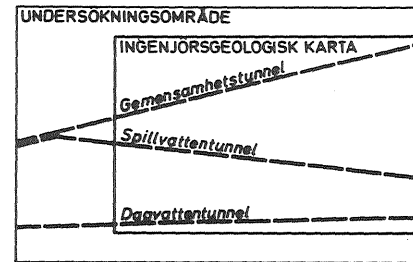 UNDERSÖKNINGSOMRÅDE
INGENJÖRSGEOLOGISK KARTA
Gemensamhetstunnel
Spillvattentunnel
Dagvattentunnel